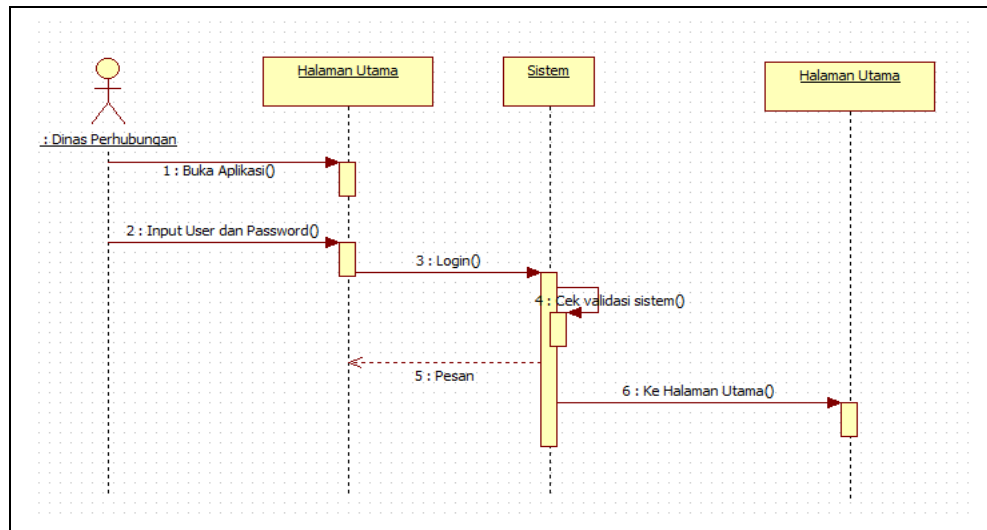 Halaman Utama
Sistem
Halaman Utama
: Dinas Perhubungan
1 : Buka Aplikasi()
2 : Input User dan Password()
3 : Login()
4 : Cek validasi sistem()
5 : Pesan
6 : Ke Halaman Utama()